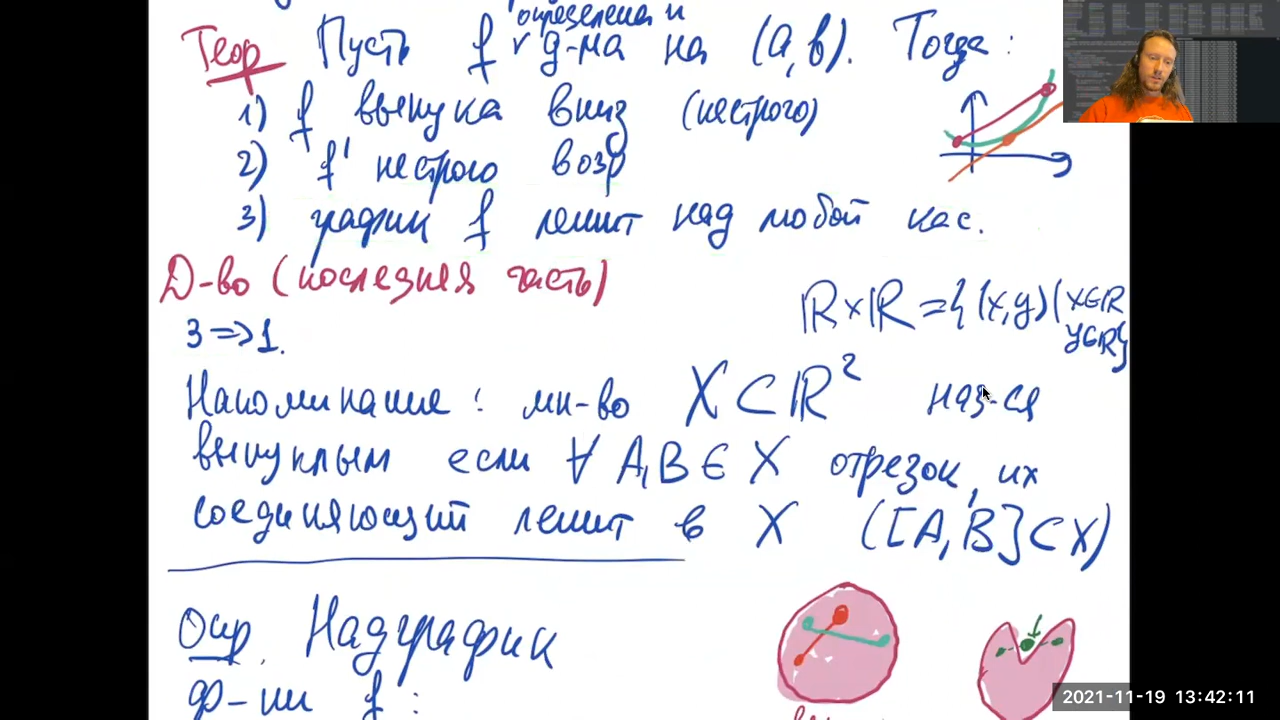 определена и
Теор Пусть f д-ма на (a,b). Тогда:
1) f выпукла вниз (нестрого)
2) f' нестрого возр
3) график f лежит над любой кас.
Д-во (последняя часть)
ℝ×ℝ = {(x,y) | x∈ℝ
y∈ℝ}
3 => 1.
Напоминание: мн-во X ⊂ ℝ² наз-ся
выпуклым если ∀ A,B ∈ X отрезок, их
соединяющий лежит в X ([A,B] ⊂ X)
Опр. Надграфик
ф-ии f:
2021-11-19 13:42:11